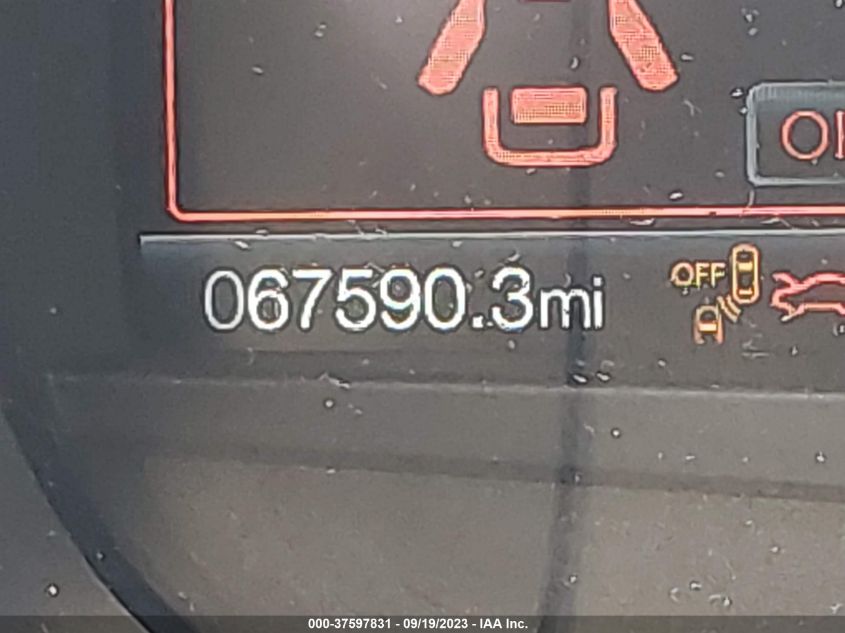 067590.3mi
OFF
000-37597831 - 09/19/2023 - IAA Inc.